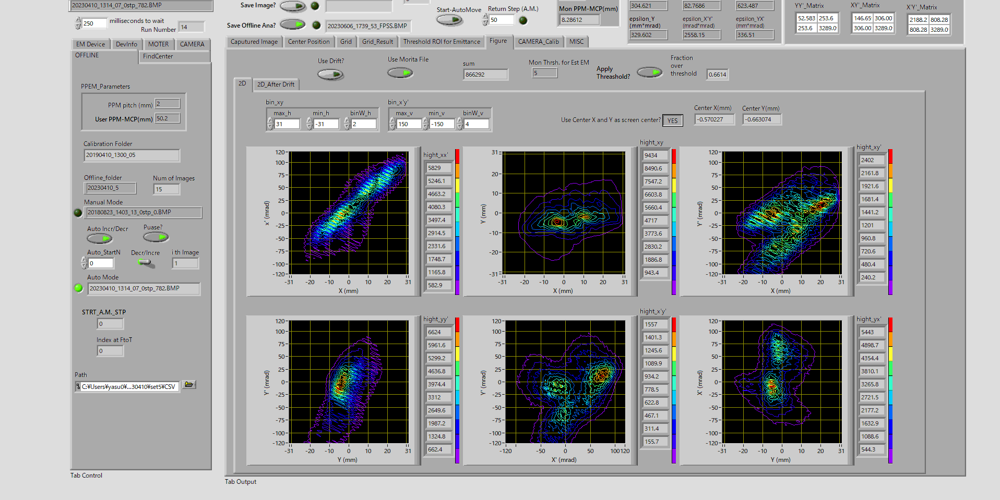 20230410_1314_07_0stp_782.BMP
250
milliseconds to wait
Run Number
14
Save Image?
Save Offline Ana?
20230606_1739_53_FPSS.BMP
Start-AutoMove
Return Step (A.M.)
50
Mon PPM-MCP(mm)
8.28612
304.621
82.7686
623.487
epsilon_Y (mm*mrad)
epsilon_X'Y' (mrad*mrad)
epsilon_YX' (mm*mrad)
329.602
2558.15
336.51
YY'_Matrix
52.583 253.6
253.6 3289.0
XY'_Matrix
146.65 306.00
306.00 3289.0
X'Y'_Matrix
2188.2 808.28
808.28 3289.0
EM Device
DevInfo
MOTER
CAMERA
OFFLINE
FindCenter
PPEM_Parameters
PPM pitch (mm)
2
User PPM-MCP(mm)
50.2
Calibration Folder
20190410_1300_05
Offline_folder
20230410_5
Num of Images
15
Manual Mode
20180823_1403_13_0stp_0.BMP
Auto Incr/Decr
Puase?
Auto_StartN
0
Decr/Incre
i th Image
1
Auto Mode
20230410_1314_07_0stp_782.BMP
STRT_A.M._STP
0
Index at FtoT
0
Path
C:¥Users¥yasu0¥...30410¥set5¥CSV
Tab Control
Caputured Image
Center Position
Grid
Grid_Result
Threshold ROI for Emittance
Figure
CAMERA_Calib
MISC
Use Drift?
Use Morita File
sum
866292
Mon Thrsh. for Est EM
5
Apply
Threashold?
Fraction
over
threshold
0.6614
2D
2D_After Drift
bin_xy
max_h
31
min_h
-31
binW_h
2
bin_x'y'
max_v
150
min_v
-150
binW_v
4
Use Center X and Y as screen center?
YES
Center X(mm)
-0.570227
Center Y(mm)
-0.663074
x' (mrad)
120
100
75
50
25
0
-25
-50
-75
-100
-120
-31 -20 -10 0 10 20 31
X (mm)
hight_xx'
5829
5246.1
4663.2
4080.3
3497.4
2914.5
2331.6
1748.7
1165.8
582.9
Y (mm)
31
20
10
0
-10
-20
-31
-31 -20 -10 0 10 20 31
X (mm)
hight_xy
9434
8490.6
7547.2
6603.8
5660.4
4717
3773.6
2830.2
1886.8
943.4
Y' (mrad)
120
100
75
50
25
0
-25
-50
-75
-100
-120
-31 -20 -10 0 10 20 31
X (mm)
hight_xy'
2402
2161.8
1921.6
1681.4
1441.2
1201
960.8
720.6
480.4
240.2
Y' (mrad)
120
100
75
50
25
0
-25
-50
-75
-100
-120
-31 -20 -10 0 10 20 31
Y (mm)
hight_yy'
6624
5961.6
5299.2
4636.8
3974.4
3312
2649.6
1987.2
1324.8
662.4
Y' (mrad)
120
100
75
50
25
0
-25
-50
-75
-100
-120
-120 -50 0 50 100 120
X' (mrad)
hight_x'y'
1557
1401.3
1245.6
1089.9
934.2
778.5
622.8
467.1
311.4
155.7
X' (mrad)
120
100
75
50
25
0
-25
-50
-75
-100
-120
-31 -20 -10 0 10 20 31
Y (mm)
hight_yx'
5443
4898.7
4354.4
3810.1
3265.8
2721.5
2177.2
1632.9
1088.6
544.3
Tab Output